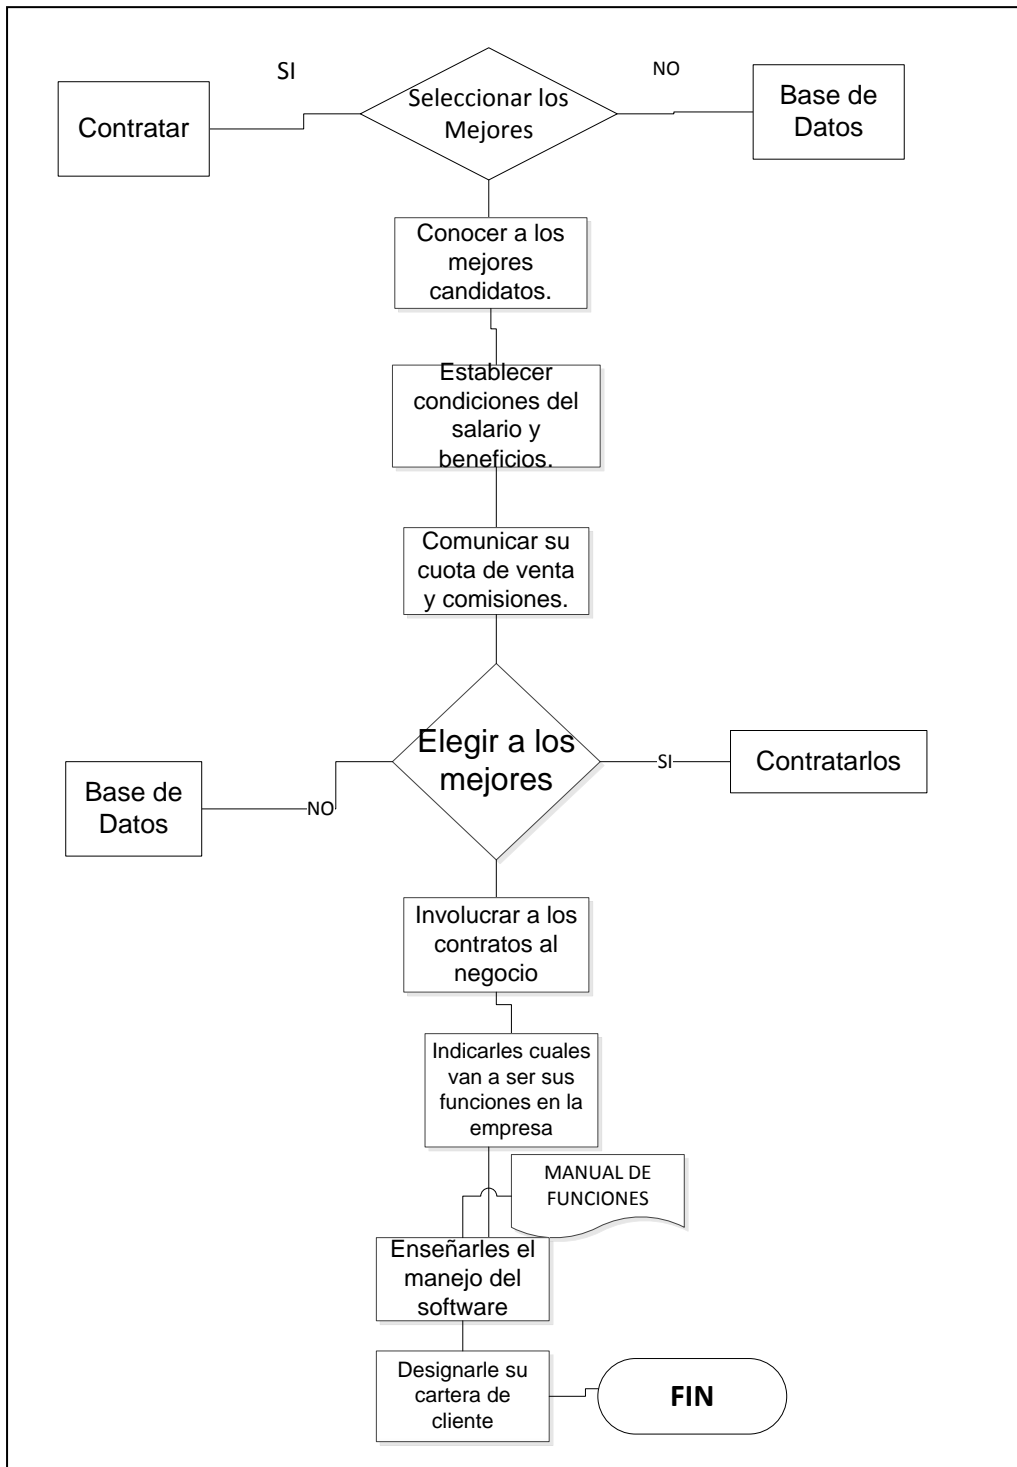 SI
NO
Contratar
Seleccionar los
Mejores
Base de
Datos
Conocer a los
mejores
candidatos.
Establecer
condiciones del
salario y
beneficios.
Comunicar su
cuota de venta
y comisiones.
Elegir a los
mejores
SI
Contratarlos
Base de
Datos
NO
Involucrar a los
contratos al
negocio
Indicarles cuales
van a ser sus
funciones en la
empresa
MANUAL DE
FUNCIONES
Enseñarles el
manejo del
software
Designarle su
cartera de
cliente
FIN